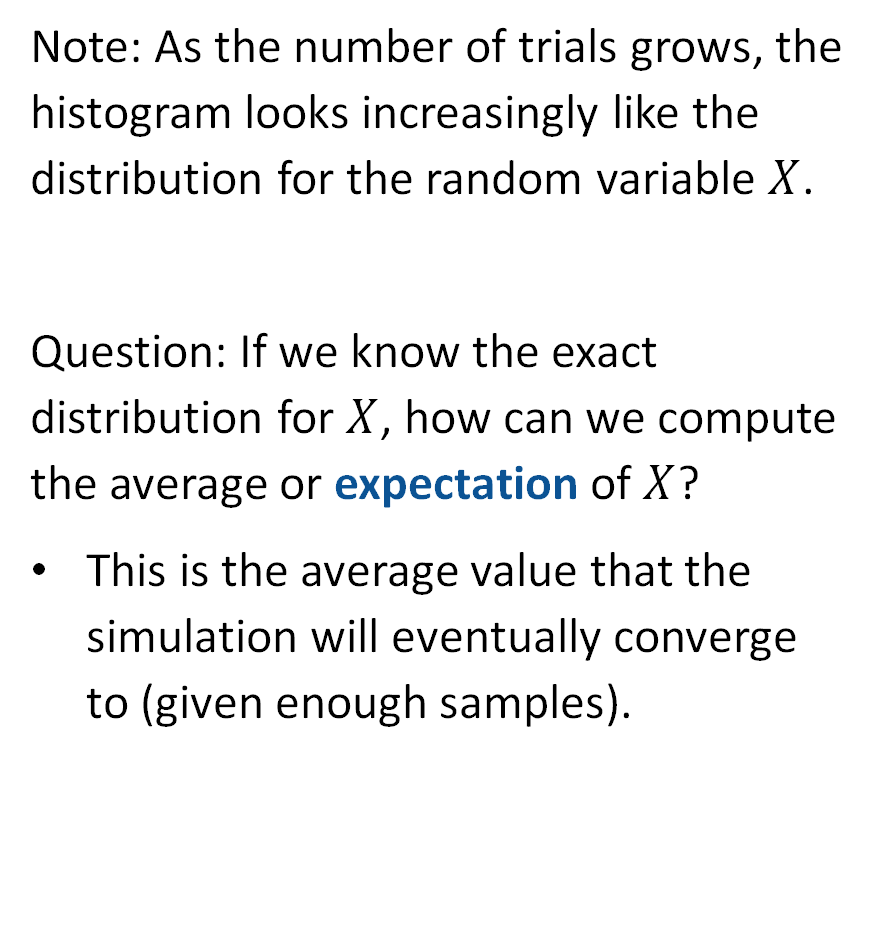 Note: As the number of trials grows, the
histogram looks increasingly like the
distribution for the random variable X.
Question: If we know the exact
distribution for X, how can we compute
the average or expectation of X?
• This is the average value that the
simulation will eventually converge
to (given enough samples).